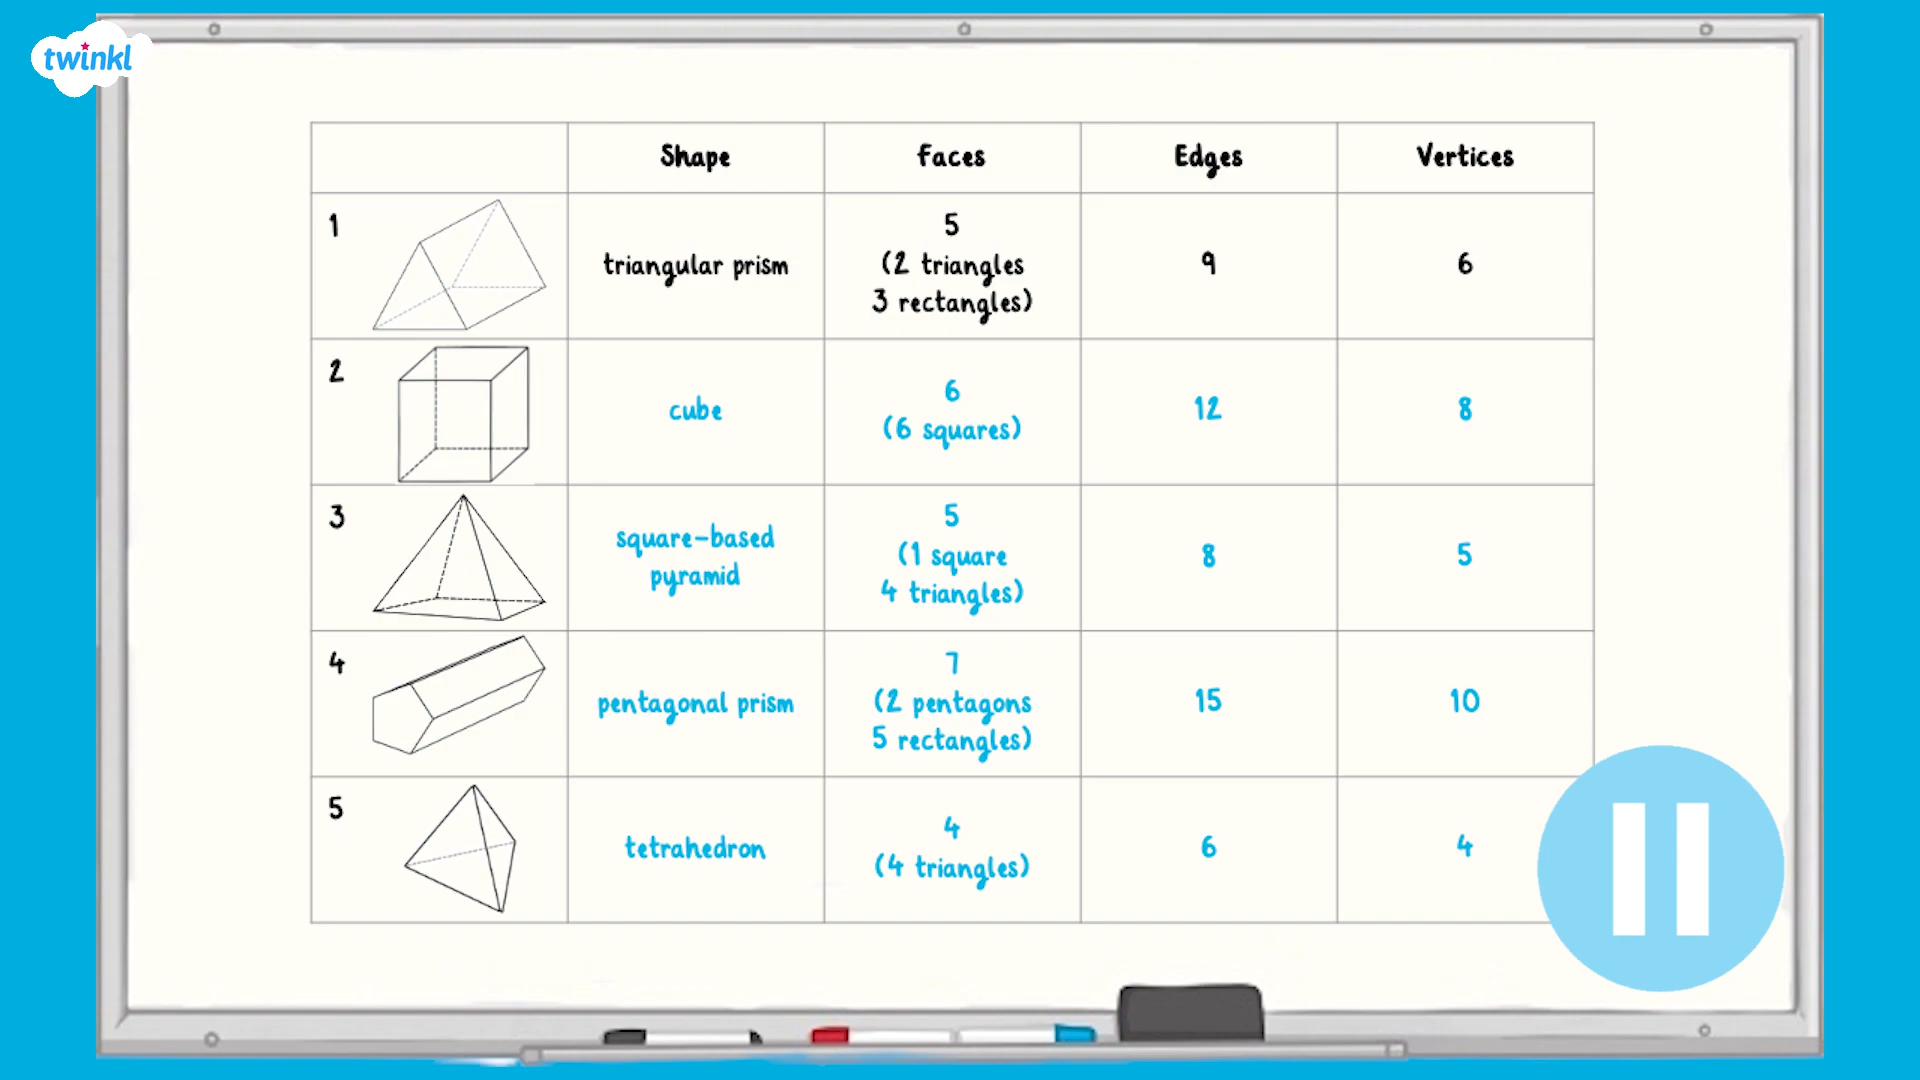 twinkl
Shape Faces Edges Vertices
1
triangular prism
5
(2 triangles
3 rectangles)
9
6
2
cube
6
(6 squares)
12
8
3
square-based
pyramid
5
(1 square
4 triangles)
8
5
4
pentagonal prism
7
(2 pentagons
5 rectangles)
15
10
5
tetrahedron
4
(4 triangles)
6
4